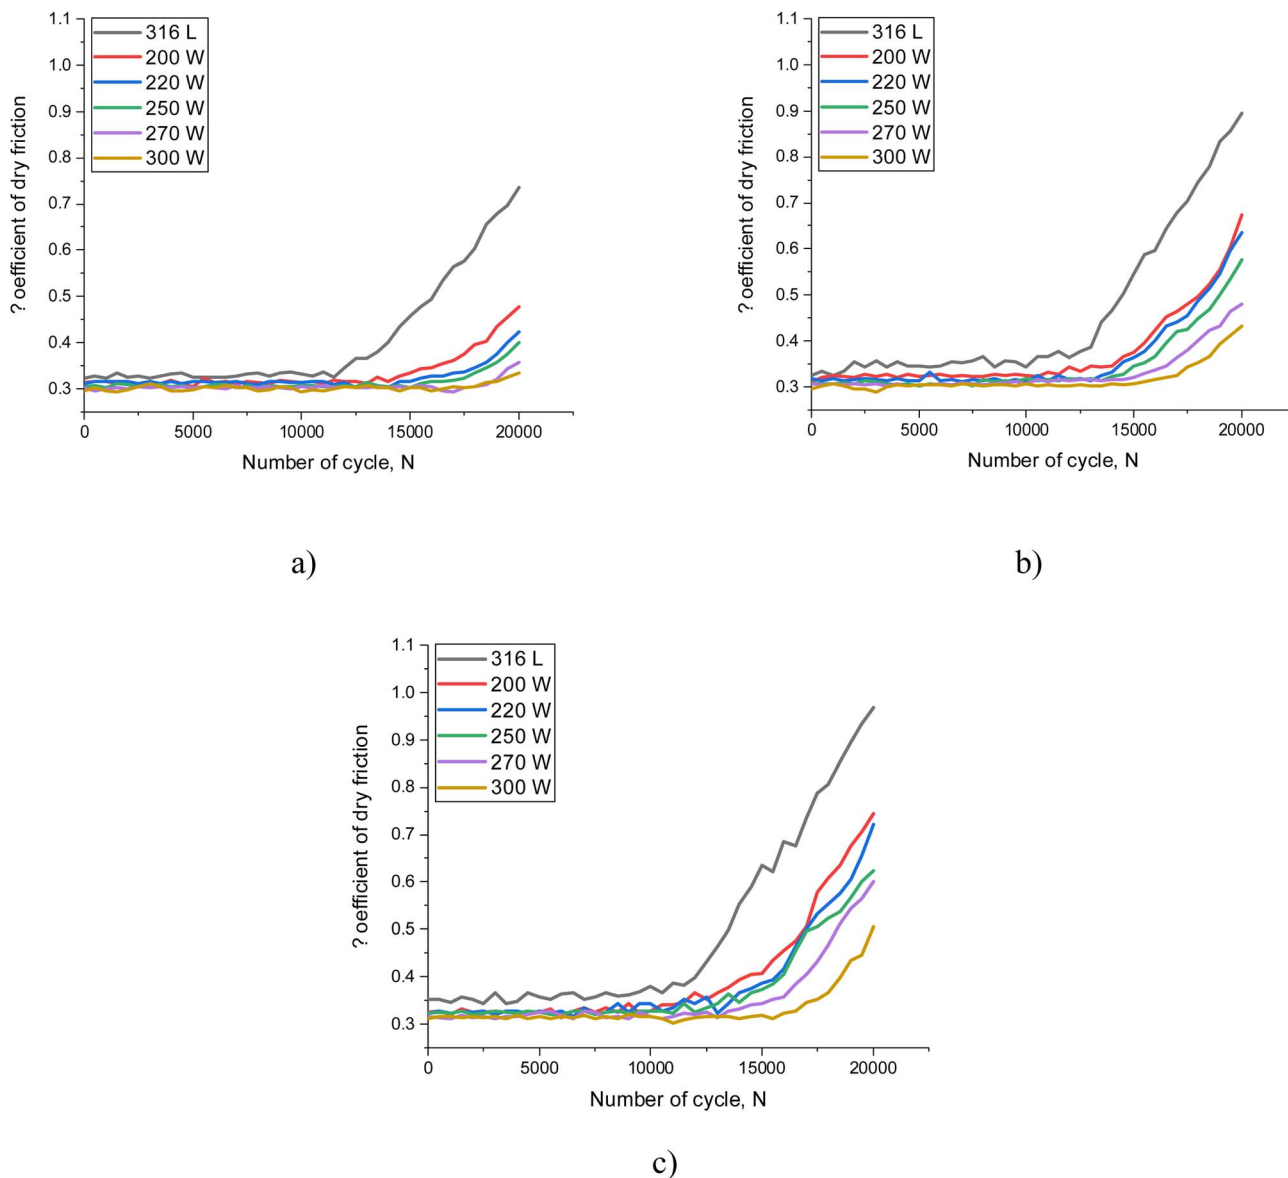 1.1
1.0
0.9
0.8
0.7
0.6
0.5
0.4
0.3
? oefficient of dry friction
316 L
200 W
220 W
250 W
270 W
300 W
0 5000 10000 15000 20000
Number of cycle, N
a)
1.1
1.0
0.9
0.8
0.7
0.6
0.5
0.4
0.3
? oefficient of dry friction
316 L
200 W
220 W
250 W
270 W
300 W
0 5000 10000 15000 20000
Number of cycle, N
b)
1.1
1.0
0.9
0.8
0.7
0.6
0.5
0.4
0.3
? oefficient of dry friction
316 L
200 W
220 W
250 W
270 W
300 W
0 5000 10000 15000 20000
Number of cycle, N
c)